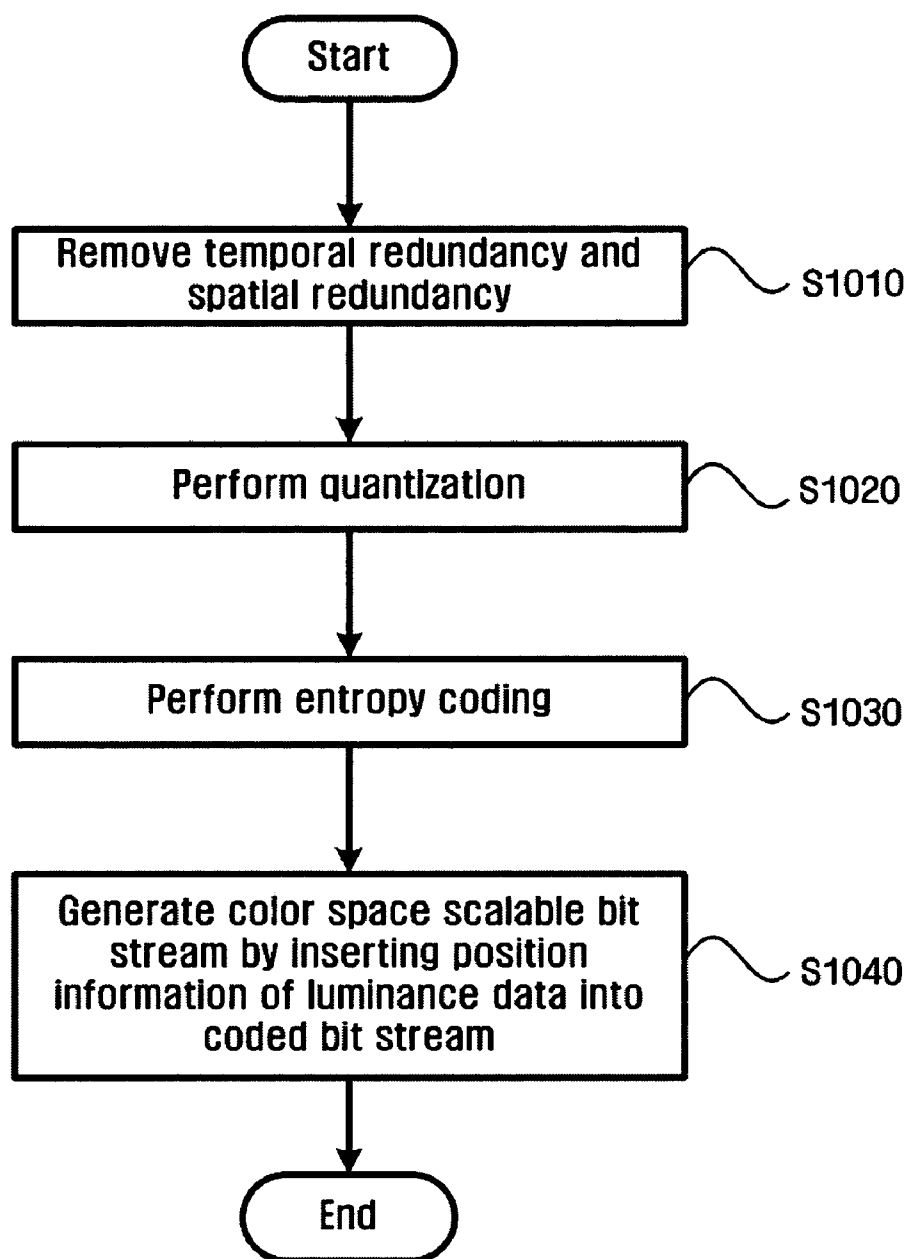 Start
Remove temporal redundancy and
spatial redundancy
S1010
Perform quantization
S1020
Perform entropy coding
S1030
Generate color space scalable bit
stream by inserting position
information of luminance data into
coded bit stream
S1040
End